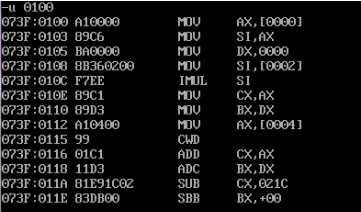 -u 0100
073F:0100 A10000 MOV AX,[0000]
073F:0103 89C6 MOV SI,AX
073F:0105 BA0000 MOV DX,0000
073F:0108 8B360200 MOV SI,[0002]
073F:010C F7EE IMUL SI
073F:010E 89C1 MOV CX,AX
073F:0110 89D3 MOV BX,DX
073F:0112 A10400 MOV AX,[0004]
073F:0115 99 CWD
073F:0116 01C1 ADD CX,AX
073F:0118 11D3 ADC BX,DX
073F:011A 81E91C02 SUB CX,021C
073F:011E 83DB00 SBB BX,+00